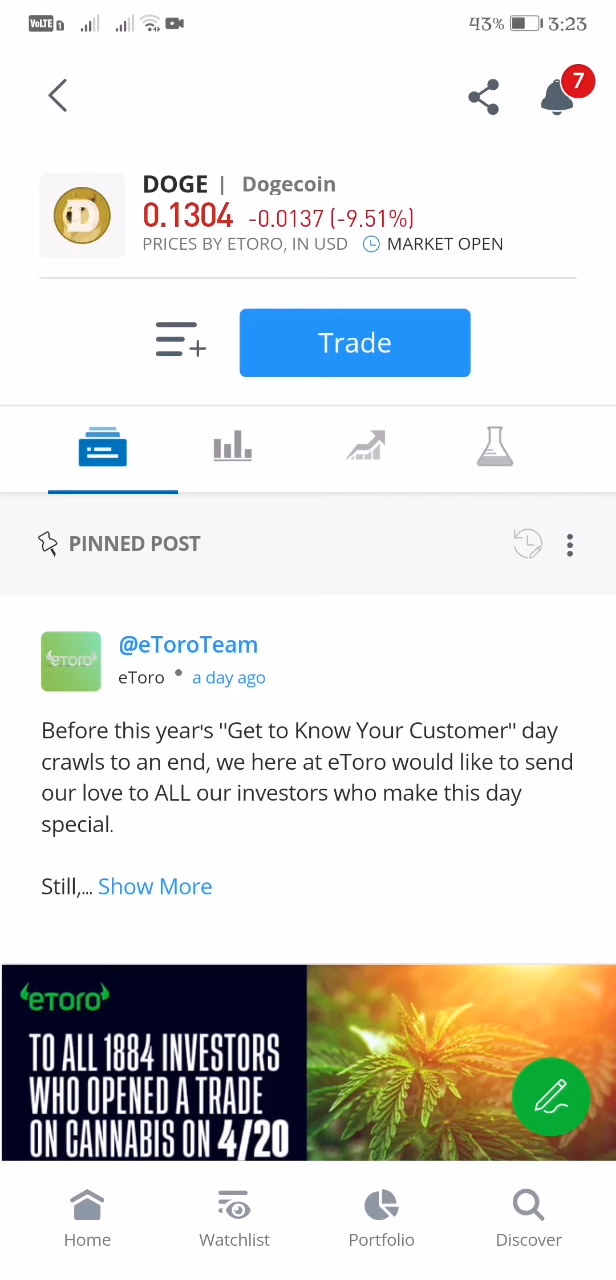 VoLTE 1 43% 3:23
7
DOGE | Dogecoin
0.1304 -0.0137 (-9.51%)
PRICES BY ETORO, IN USD MARKET OPEN
Trade
PINNED POST
eToro @eToroTeam
eToro • a day ago
Before this year's "Get to Know Your Customer" day
crawls to an end, we here at eToro would like to send
our love to ALL our investors who make this day
special.
Still,... Show More
eToro
TO ALL 1884 INVESTORS
WHO OPENED A TRADE
ON CANNABIS ON 4/20
Home Watchlist Portfolio Discover